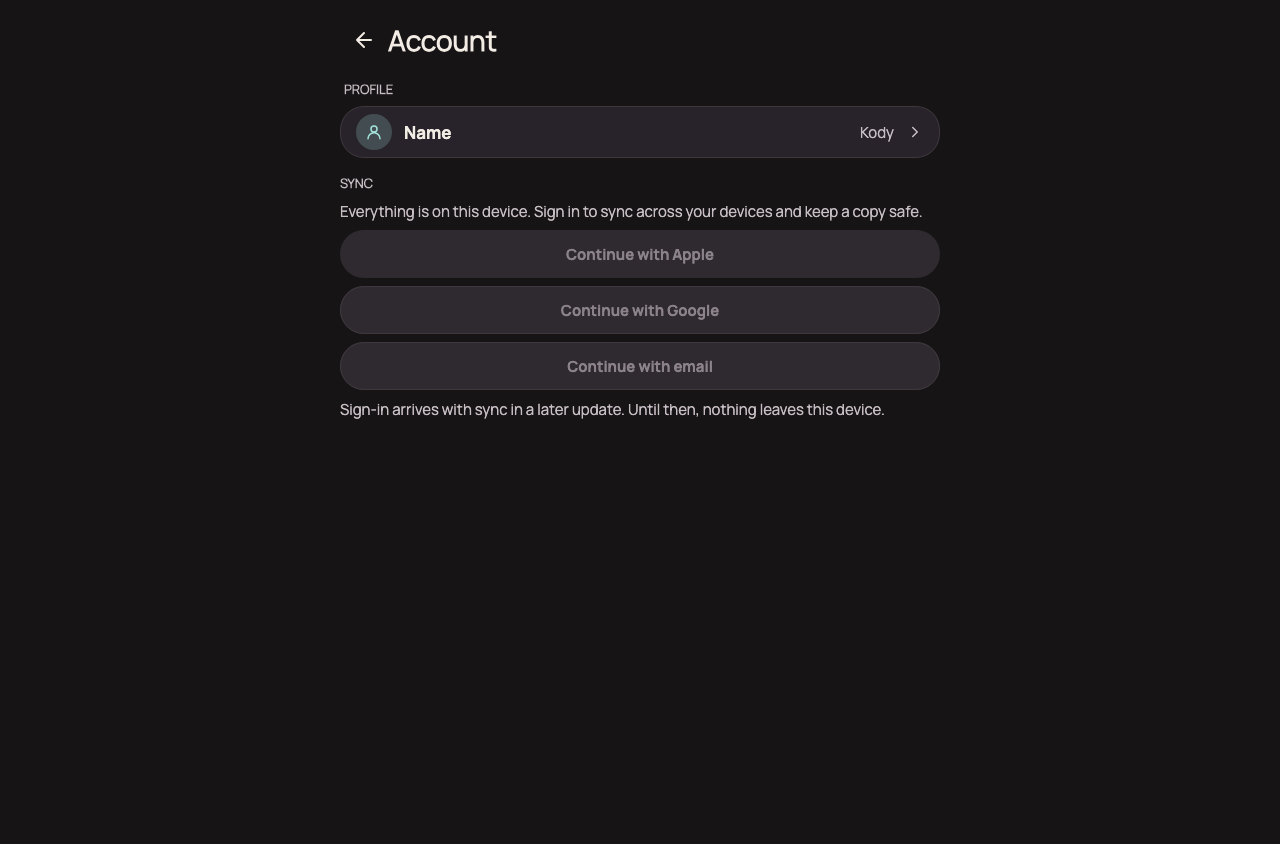 Account
PROFILE
Name
Kody
SYNC
Everything is on this device. Sign in to sync across your devices and keep a copy safe.
Continue with Apple
Continue with Google
Continue with email
Sign-in arrives with sync in a later update. Until then, nothing leaves this device.